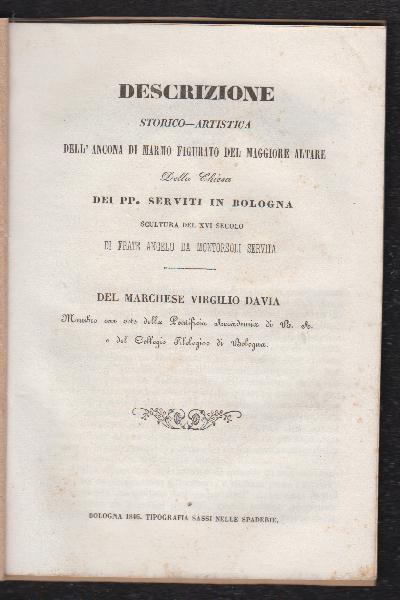 DESCRIZIONE
STORICO—ARTISTICA
DELL' ANCONA DI MARMO FIGURATO DEL MAGGIORE ALTARE
Della Chiesa
DEI PP. SERVITI IN BOLOGNA
SCULTURA DEL XVI SECOLO
DI FRATE ANGELO DA MONTORSOLI SERVITA
DEL MARCHESE VIRGILIO DAVIA
Membro con voto della Pontificia Accademia di B. A.
e del Collegio Filologico di Bologna.
BOLOGNA 1846. TIPOGRAFIA SASSI NELLE SPADERIE.